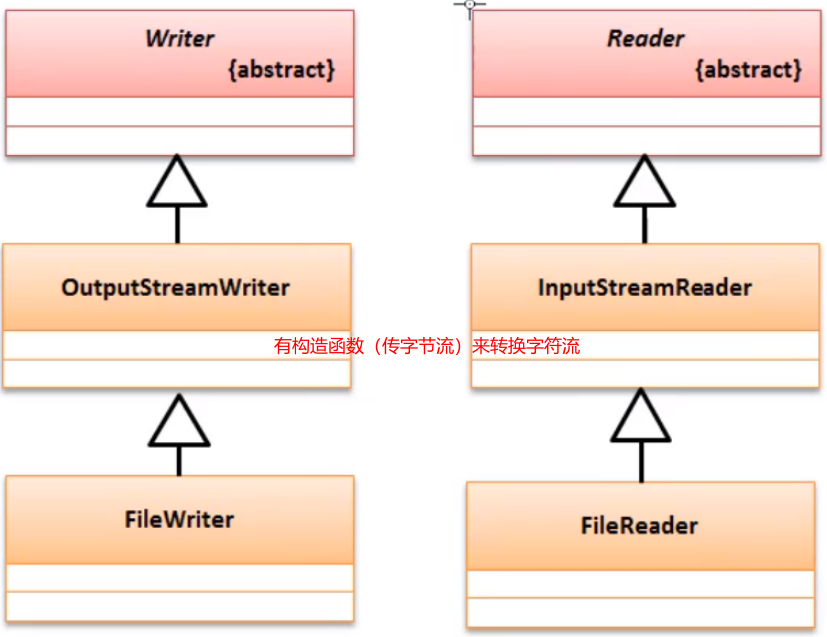 Writer
{abstract}
Reader
{abstract}
OutputStreamWriter
InputStreamReader
有构造函数（传字节流）来转换字符流
FileWriter
FileReader